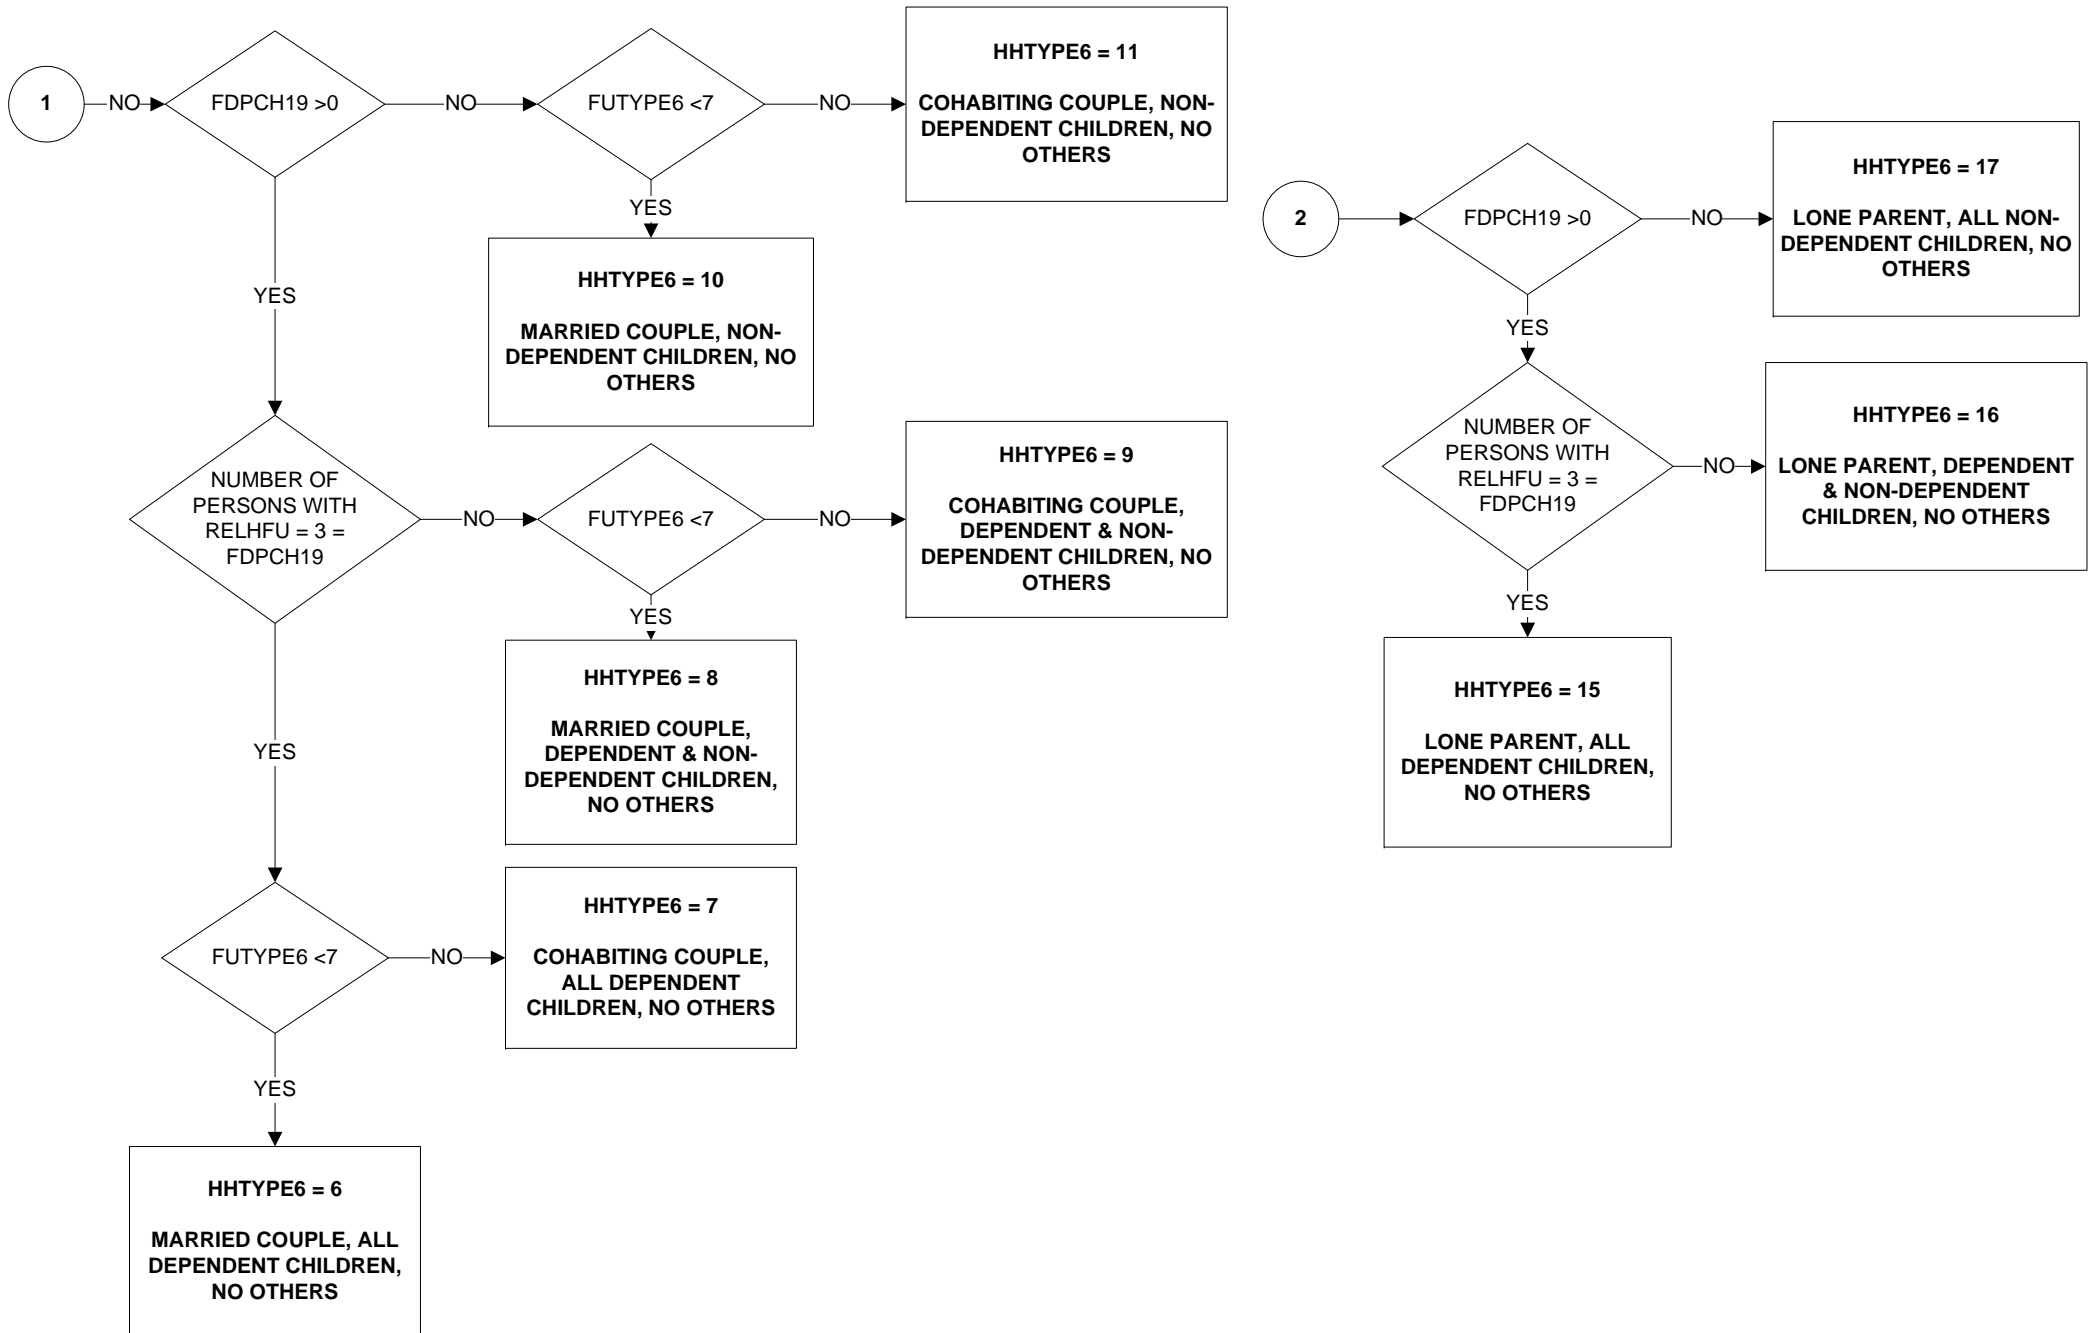 1
NO
FDPCH19 >0
NO
FUTYPE6 <7
NO
HHTYPE6 = 11
COHABITING COUPLE, NON-
DEPENDENT CHILDREN, NO
OTHERS
YES
HHTYPE6 = 10
MARRIED COUPLE, NON-
DEPENDENT CHILDREN, NO
OTHERS
YES
NUMBER OF
PERSONS WITH
RELHFU = 3 =
FDPCH19
NO
FUTYPE6 <7
NO
HHTYPE6 = 9
COHABITING COUPLE,
DEPENDENT & NON-
DEPENDENT CHILDREN, NO
OTHERS
YES
HHTYPE6 = 8
MARRIED COUPLE,
DEPENDENT & NON-
DEPENDENT CHILDREN,
NO OTHERS
YES
FUTYPE6 <7
NO
HHTYPE6 = 7
COHABITING COUPLE,
ALL DEPENDENT
CHILDREN, NO OTHERS
YES
HHTYPE6 = 6
MARRIED COUPLE, ALL
DEPENDENT CHILDREN,
NO OTHERS
2
FDPCH19 >0
NO
HHTYPE6 = 17
LONE PARENT, ALL NON-
DEPENDENT CHILDREN, NO
OTHERS
YES
NUMBER OF
PERSONS WITH
RELHFU = 3 =
FDPCH19
NO
HHTYPE6 = 16
LONE PARENT, DEPENDENT
& NON-DEPENDENT
CHILDREN, NO OTHERS
YES
HHTYPE6 = 15
LONE PARENT, ALL
DEPENDENT CHILDREN,
NO OTHERS